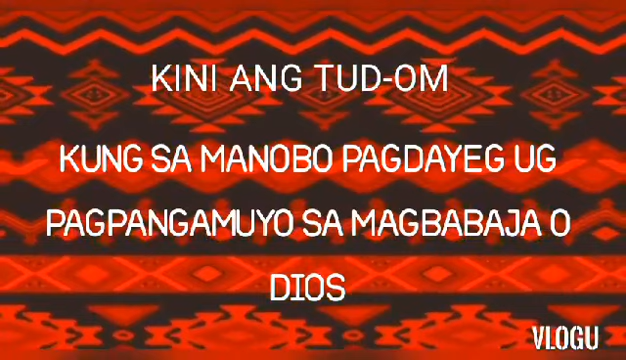 KINI ANG TUD-OM
KUNG SA MANOBO PAGDAYEG UG
PAGPANGAMUYO SA MAGBABAJA O
DIOS
VLOGU